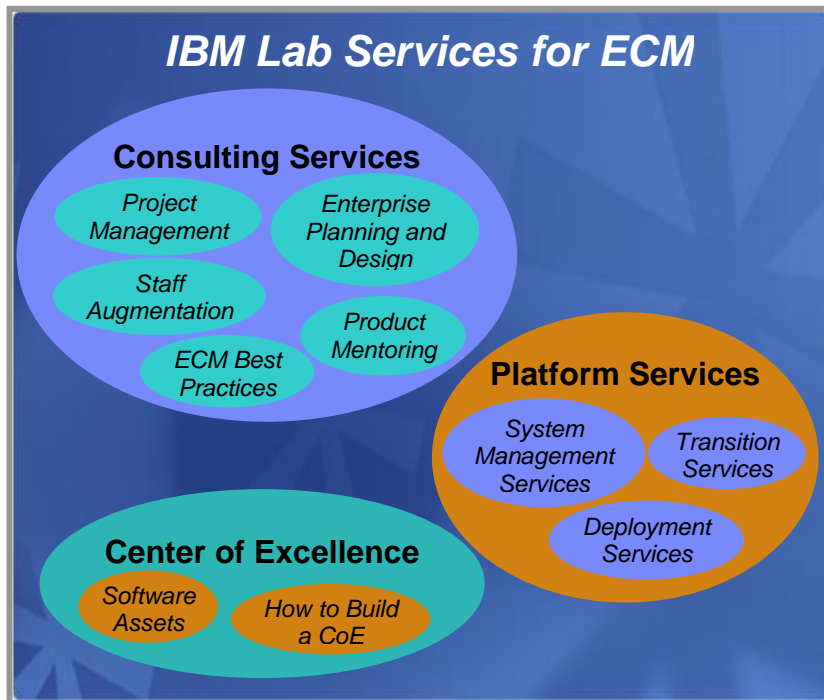 IBM Lab Services for ECM
Consulting Services
Project
Management
Enterprise
Planning and
Design
Staff
Augmentation
Product
Mentoring
ECM Best
Practices
Platform Services
System
Management
Services
Transition
Services
Deployment
Services
Center of Excellence
Software
Assets
How to Build
a CoE